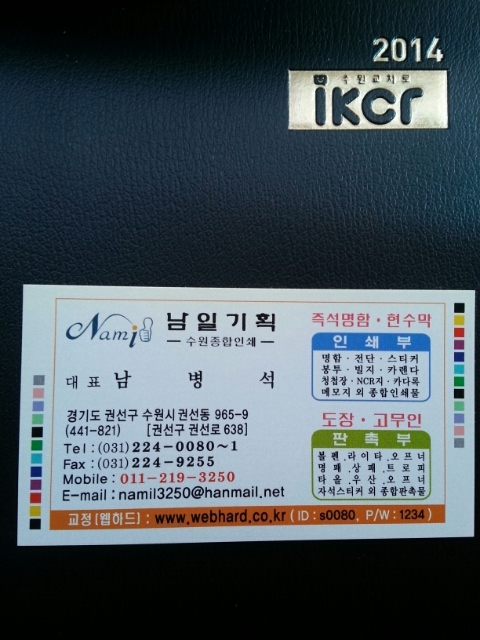 2014
수원교차로
ikcr
Nami
남일기획
수원종합인쇄
대표 남 병 석
경기도 권선구 수원시 권선동 965-9
(441-821) [권선구 권선로 638]
Tel : (031) 224-0080~1
Fax : (031) 224-9255
Mobile : 011-219-3250
E-mail : namil3250@hanmail.net
즉석명함 · 현수막
인쇄부
명함 · 전단 · 스티커
봉투 · 빌지 · 카렌다
청첩장 · NCR지 · 카다록
메모지 외 종합인쇄물
도장 · 고무인
판촉부
볼펜 . 라이타 . 오프너
명패 . 상패 . 트로피
타올 . 우산 . 오프너
자석스티커 외 종합판촉물
교정 [웹하드] : www.webhard.co.kr ( ID : s0080, P/W : 1234 )